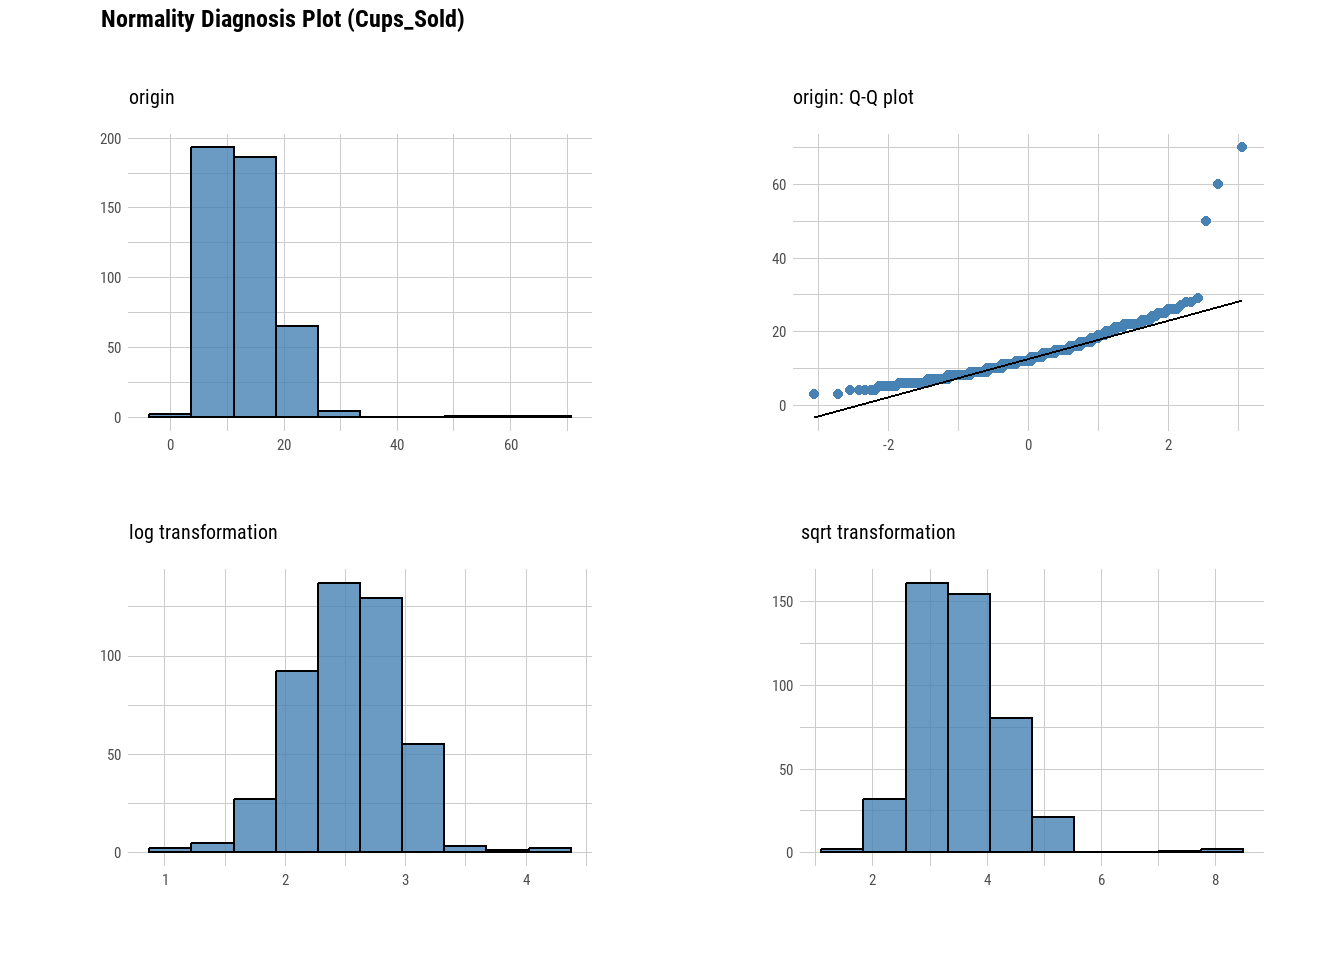 Normality Diagnosis Plot (Cups_Sold)
origin
200
150
100
50
0
0 20 40 60
origin: Q-Q plot
60
40
20
0
-2 0 2
log transformation
100
50
0
1 2 3 4
sqrt transformation
150
100
50
0
2 4 6 8